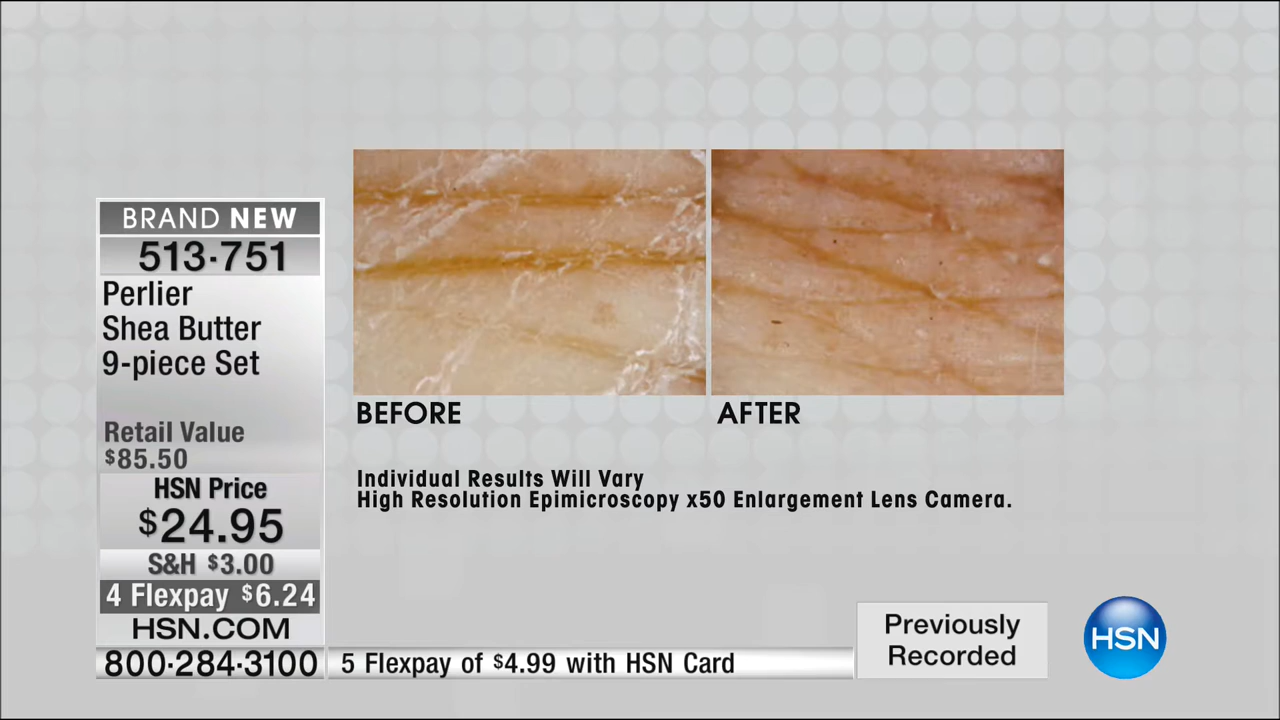 BRAND NEW
513·751
Perlier
Shea Butter
9-piece Set
Retail Value
$85.50
HSN Price
$24.95
S&H $3.00
4 Flexpay $6.24
HSN.COM
800·284·3100
BEFORE
AFTER
Individual Results Will Vary
High Resolution Epimicroscopy x50 Enlargement Lens Camera.
5 Flexpay of $4.99 with HSN Card
Previously
Recorded
HSN